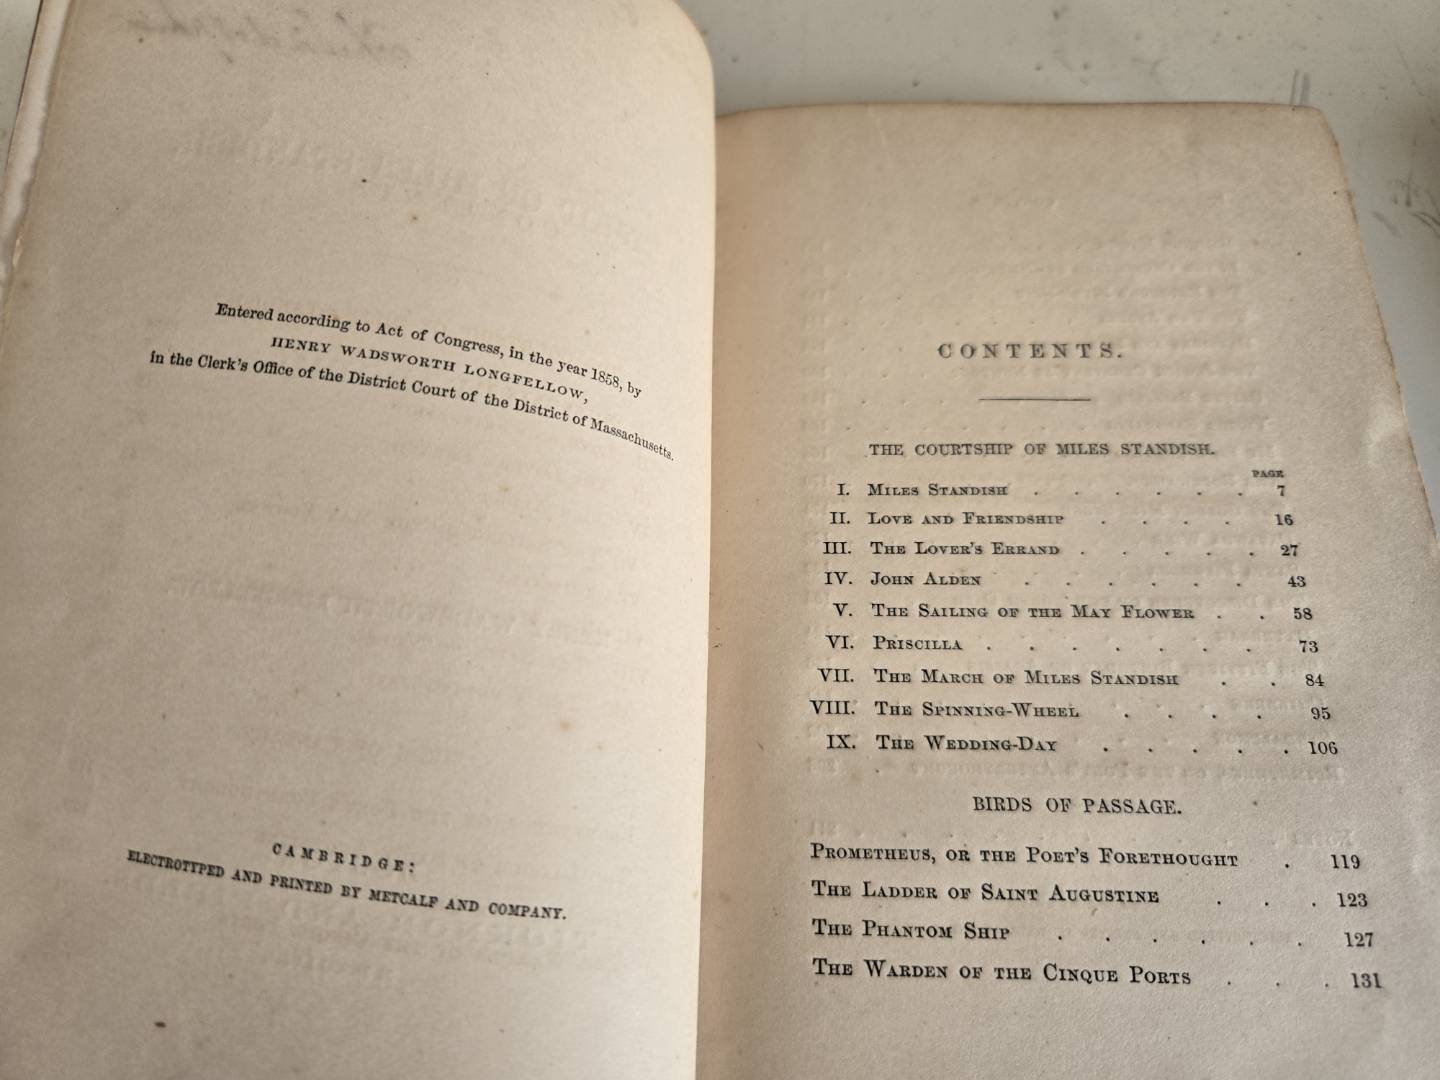 Entered according to Act of Congress, in the year 1858, by
HENRY WADSWORTH LONGFELLOW,
in the Clerk's Office of the District Court of the District of Massachusetts.
CAMBRIDGE:
ELECTROTYPED AND PRINTED BY METCALF AND COMPANY.
CONTENTS.
THE COURTSHIP OF MILES STANDISH.
PAGE
I. Miles Standish . . . . . . 7
II. Love and Friendship . . . . 16
III. The Lover's Errand . . . . . 27
IV. John Alden . . . . . . 43
V. The Sailing of the May Flower . . 58
VI. Priscilla . . . . . . . 73
VII. The March of Miles Standish . . 84
VIII. The Spinning-Wheel . . . . 95
IX. The Wedding-Day . . . . . 106
BIRDS OF PASSAGE.
Prometheus, or the Poet's Forethought . 119
The Ladder of Saint Augustine . . . 123
The Phantom Ship . . . . . . 127
The Warden of the Cinque Ports . . . 131